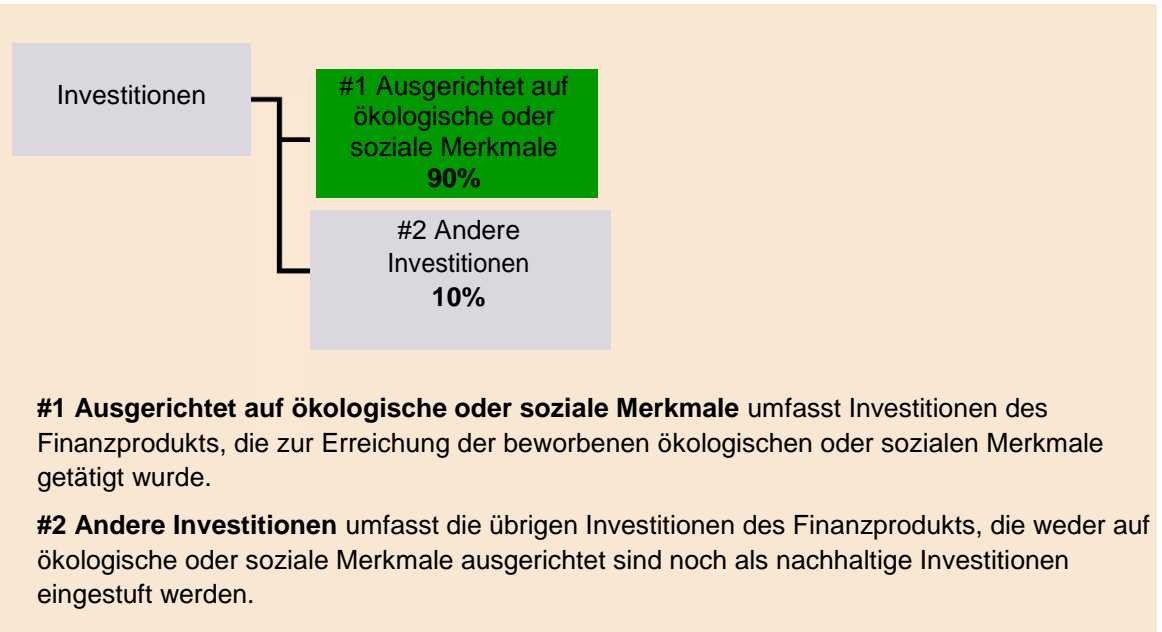 Investitionen
#1 Ausgerichtet auf
ökologische oder
soziale Merkmale
90%
#2 Andere
Investitionen
10%
#1 Ausgerichtet auf ökologische oder soziale Merkmale umfasst Investitionen des
Finanzprodukts, die zur Erreichung der beworbenen ökologischen oder sozialen Merkmale
getätigt wurde.
#2 Andere Investitionen umfasst die übrigen Investitionen des Finanzprodukts, die weder auf
ökologische oder soziale Merkmale ausgerichtet sind noch als nachhaltige Investitionen
eingestuft werden.